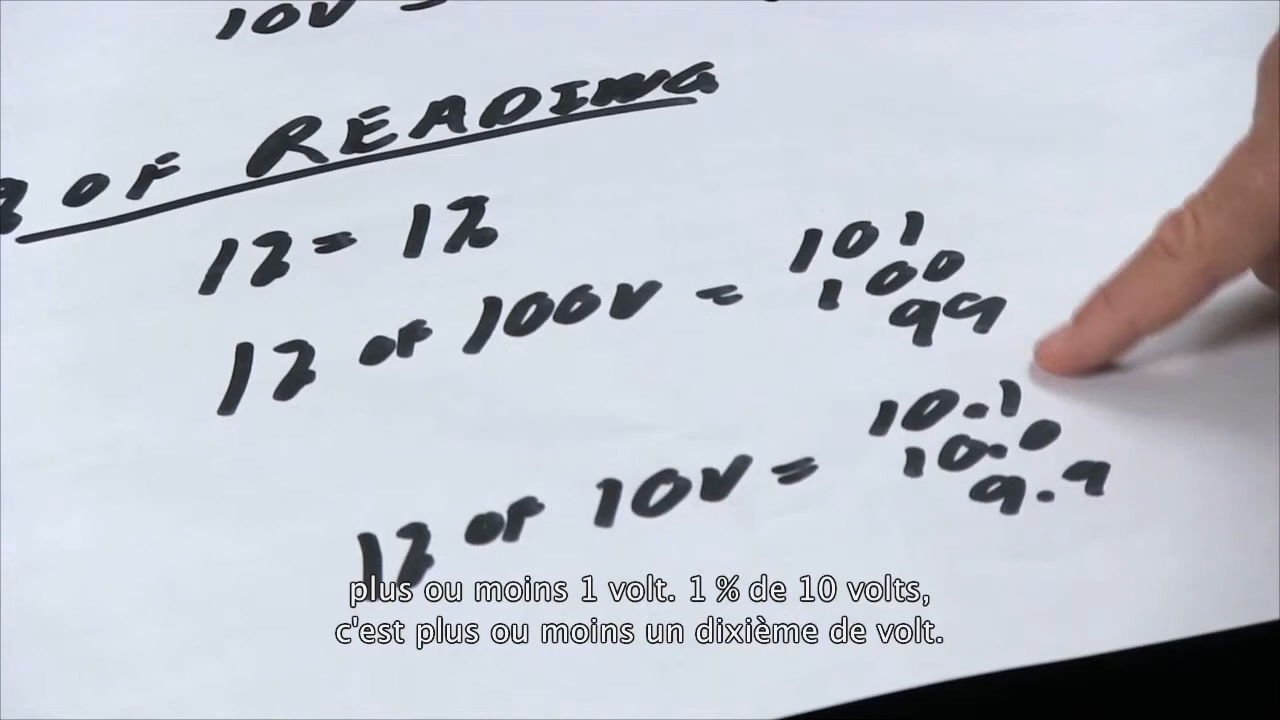 10V
% OF READING
1% = 1%
1% OF 100V = 101
100
99
1% OF 10V = 10.1
10.0
9.9
plus ou moins 1 volt. 1 % de 10 volts,
c'est plus ou moins un dixième de volt.